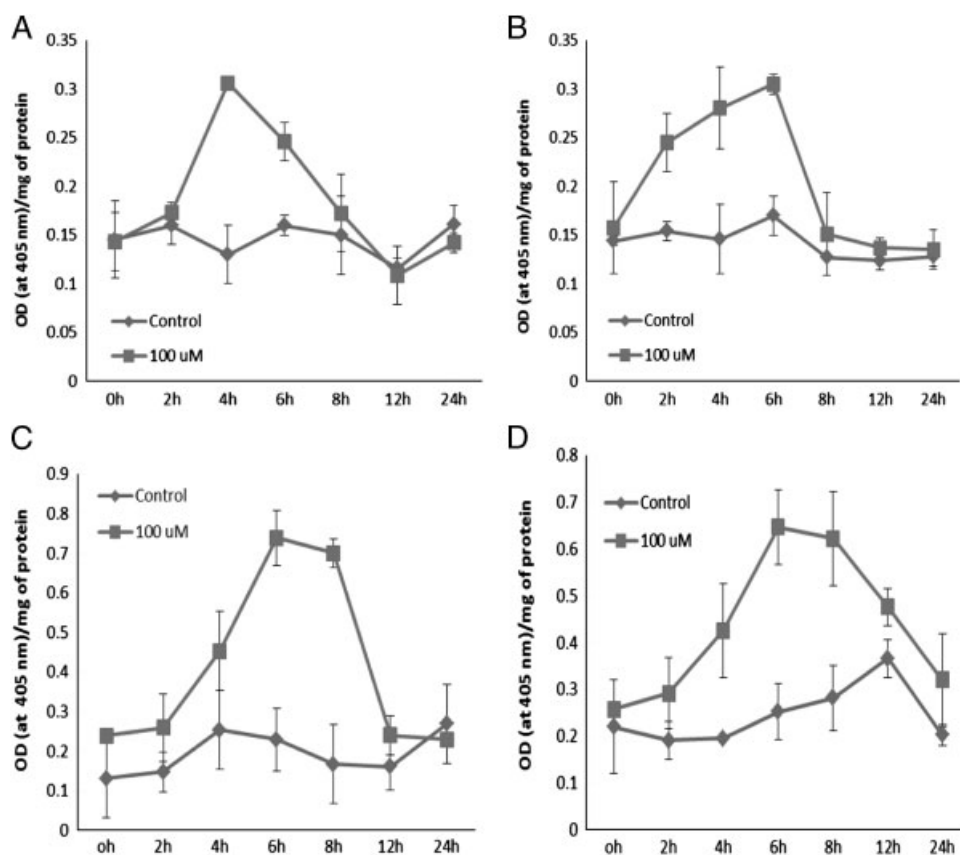 A
OD (at 405 nm)/mg of protein
0.35
0.3
0.25
0.2
0.15
0.1
0.05
0
Control
100 uM
0h 2h 4h 6h 8h 12h 24h
B
OD (at 405 nm)/mg of protein
0.35
0.3
0.25
0.2
0.15
0.1
0.05
0
Control
100 uM
0h 2h 4h 6h 8h 12h 24h
C
OD (at 405 nm)/mg of protein
0.9
0.8
0.7
0.6
0.5
0.4
0.3
0.2
0.1
0
Control
100 uM
oh 2h 4h 6h 8h 12h 24h
D
OD (at 405 nm)/mg of protein
0.8
0.7
0.6
0.5
0.4
0.3
0.2
0.1
0
Control
100 uM
oh 2h 4h 6h 8h 12h 24h